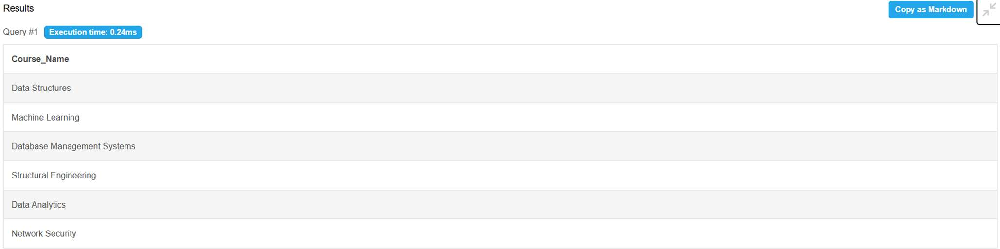 Results
Copy as Markdown
Query #1 Execution time: 0.24ms
Course_Name
Data Structures
Machine Learning
Database Management Systems
Structural Engineering
Data Analytics
Network Security